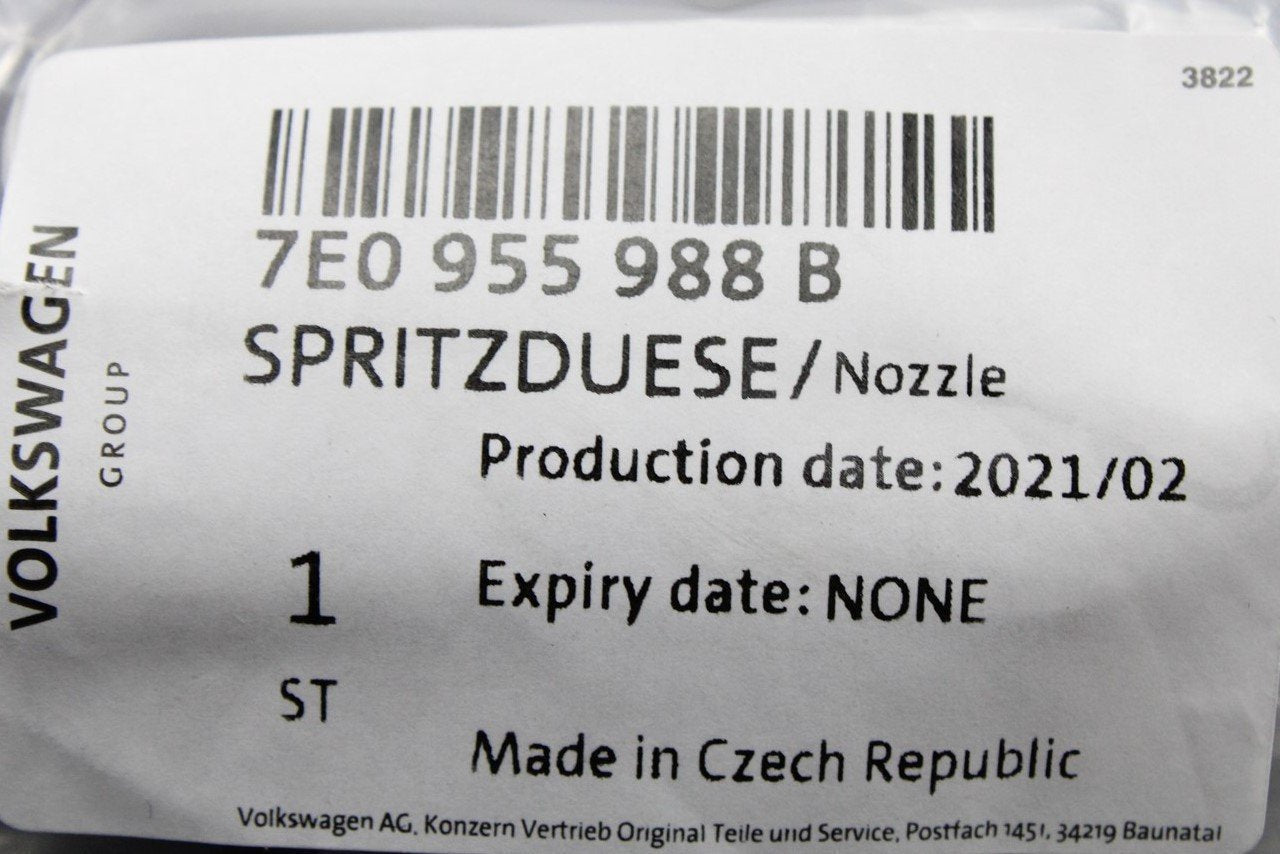 3822
7E0 955 988 B
SPRITZDUESE/Nozzle
Production date: 2021/02
1
Expiry date: NONE
ST
Made in Czech Republic
Volkswagen AG, Konzern Vertrieb Original Teile und Service, Postfach 1451, 34219 Baunatal
VOLKSWAGEN
GROUP